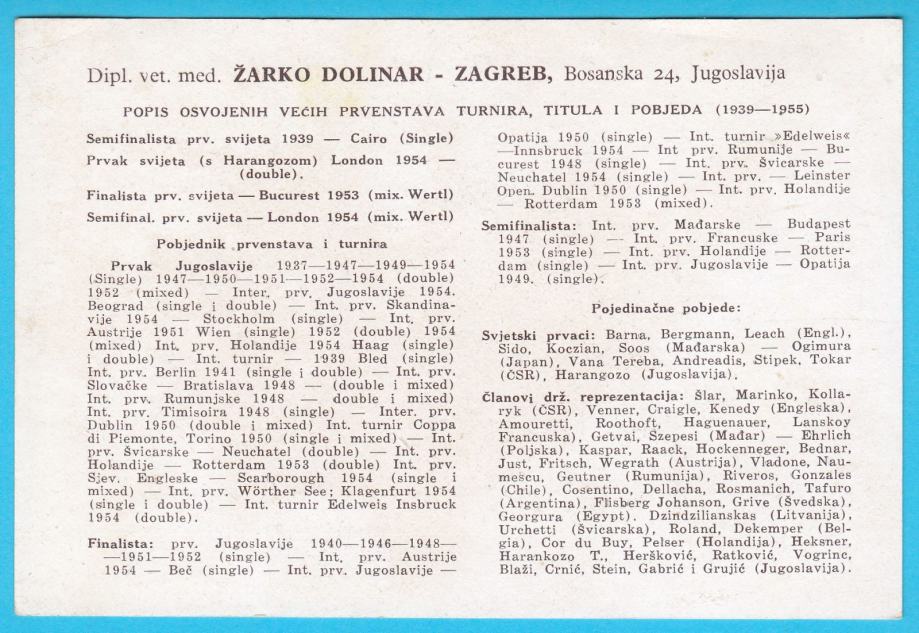 Dipl. vet. med. ŽARKO DOLINAR - ZAGREB, Bosanska 24, Jugoslavija
POPIS OSVOJENIH VEĆIH PRVENSTAVA TURNIRA, TITULA I POBJEDA (1939—1955)
Semifinalista prv. svijeta 1939 — Cairo (Single)
Prvak svijeta (s Harangozom) London 1954 —
(double).
Finalista prv. svijeta — Bucurest 1953 (mix. Wertl)
Semifinal. prv. svijeta — London 1954 (mix. Wertl)
Pobjednik prvenstava i turnira
Prvak Jugoslavije 1937—1947—1949—1954
(Single) 1947—1950—1951—1952—1954 (double)
1952 (mixed) — Inter. prv. Jugoslavije 1954.
Beograd (single i double) — Int. prv. Skandina-
vije 1954 — Stockholm (single) — Int. prv.
Austrije 1951 Wien (single) 1952 (double) 1954
(mixed) Int. prv. Holandije 1954 Haag (single)
i double) — Int. turnir — 1939 Bled (single)
Int. prv. Berlin 1941 (single i double) — Int. prv.
Slovačke — Bratislava 1948 — (double i mixed)
Int. prv. Rumunjske 1948 — double i mixed)
Int. prv. Timisoira 1948 (single) — Inter. prv.
Dublin 1950 (double i mixed) Int. turnir Coppa
di Piemonte, Torino 1950 (single i mixed) — Int.
prv. Švicarske — Neuchatel (double) — Int. prv.
Holandije — Rotterdam 1953 (double) Int. prv.
Sjev. Engleske — Scarborough 1954 (single i
mixed) — Int. prv. Wörther See; Klagenfurt 1954
(single i double) — Int. turnir Edelweis Insbruck
1954 (double).
Finalista: prv. Jugoslavije 1940—1946—1948—
—1951—1952 (single) — Int. prv. Austrije
1954 — Beč (single) — Int. prv. Jugoslavije —
Opatija 1950 (single) — Int. turnir »Edelweis«
—Innsbruck 1954 — Int prv. Rumunije — Bu-
curest 1948 (single) — Int. prv. Švicarske —
Neuchatel 1954 (single) — Int. prv. — Leinster
Open. Dublin 1950 (single) — Int. prv. Holandije
— Rotterdam 1953 (mixed).
Semifinalista: Int. prv. Mađarske — Budapest
1947 (single) — Int. prv. Francuske — Paris
1953 (single) — Int. prv. Holandije — Rotter-
dam (single) — Int. prv. Jugoslavije — Opatija
1949. (single).
Pojedinačne pobjede:
Svjetski prvaci: Barna, Bergmann, Leach (Engl.),
Sido, Koczian, Soos (Mađarska) — Ogimura
(Japan), Vana Tereba, Andreadis, Stipek, Tokar
(ČSR), Harangozo (Jugoslavija).
Članovi drž. reprezentacija: Šlar, Marinko, Kolla-
ryk (ČSR), Venner, Craigle, Kenedy (Engleska),
Amouretti, Roothoft, Haguenauer, Lanskoy
Francuska), Getvai, Szepesi (Mađar) — Ehrlich
(Poljska), Kaspar, Raack, Hockenneger, Bednar,
Just, Fritsch, Wegrath (Austrija), Vladone, Nau-
mešcu, Geutner (Rumunija), Riveros, Gonzales
(Chile), Cosentino, Dellacha, Rosmanich, Tafuro
(Argentina), Flisberg Johanson, Grive (Švedska),
Georgura (Egypt). Dzindzilianskas (Litvanija),
Urchetti (Švicarska), Roland, Dekemper (Bel-
gia), Cor du Buy, Pelser (Holandija), Heksner,
Harankozo T., Heršković, Ratković, Vogrinc,
Blaži, Crnić, Stein, Gabrić i Grujić (Jugoslavija).